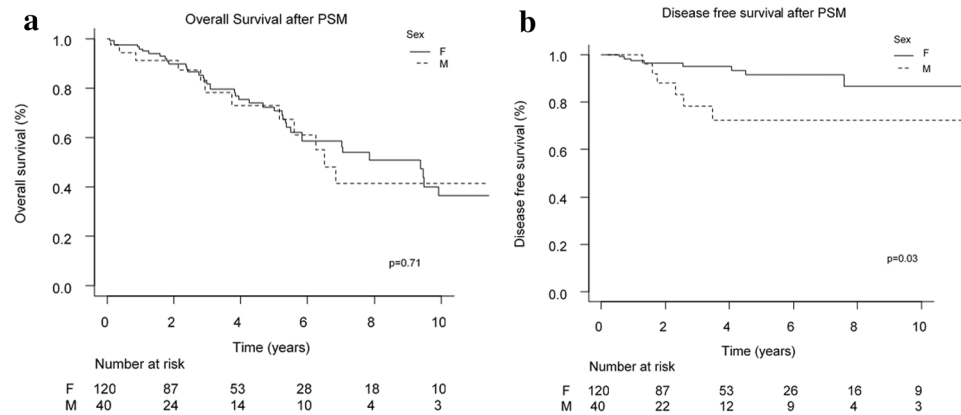 a
Overall Survival after PSM
Sex
F
M
Overall survival (%)
1.0
0.8
0.6
0.4
0.2
0.0
p=0.71
0 2 4 6 8 10
Time (years)
Number at risk
F 120 87 53 28 18 10
M 40 24 14 10 4 3
b
Disease free survival after PSM
Sex
F
M
Disease free survival (%)
1.0
0.8
0.6
0.4
0.2
0.0
p=0.03
0 2 4 6 8 10
Time (years)
Number at risk
F 120 87 53 26 16 9
M 40 22 12 9 4 3